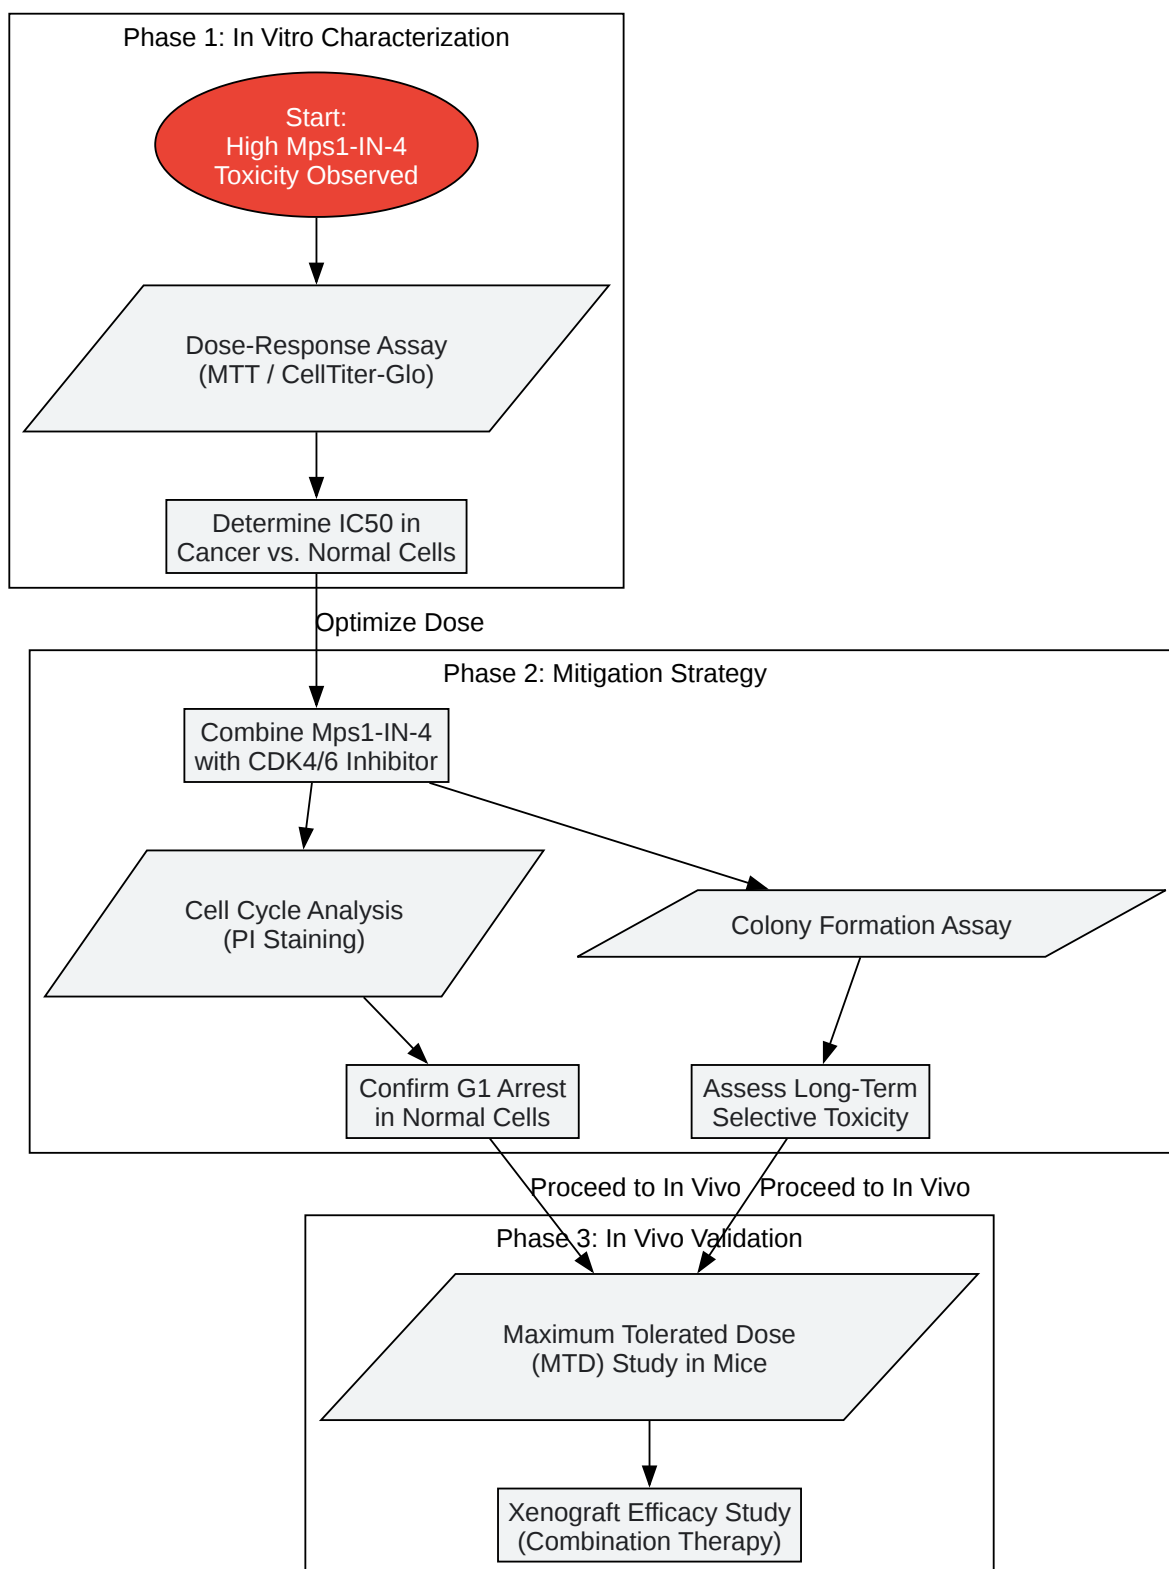 Phase 1: In Vitro Characterization
Start:
High Mps1-IN-4
Toxicity Observed
Dose-Response Assay
(MTT / CellTiter-Glo)
Determine IC50 in
Cancer vs. Normal Cells
Optimize Dose
Phase 2: Mitigation Strategy
Combine Mps1-IN-4
with CDK4/6 Inhibitor
Cell Cycle Analysis
(PI Staining)
Colony Formation Assay
Confirm G1 Arrest
in Normal Cells
Assess Long-Term
Selective Toxicity
Proceed to In Vivo
Proceed to In Vivo
Phase 3: In Vivo Validation
Maximum Tolerated Dose
(MTD) Study in Mice
Xenograft Efficacy Study
(Combination Therapy)